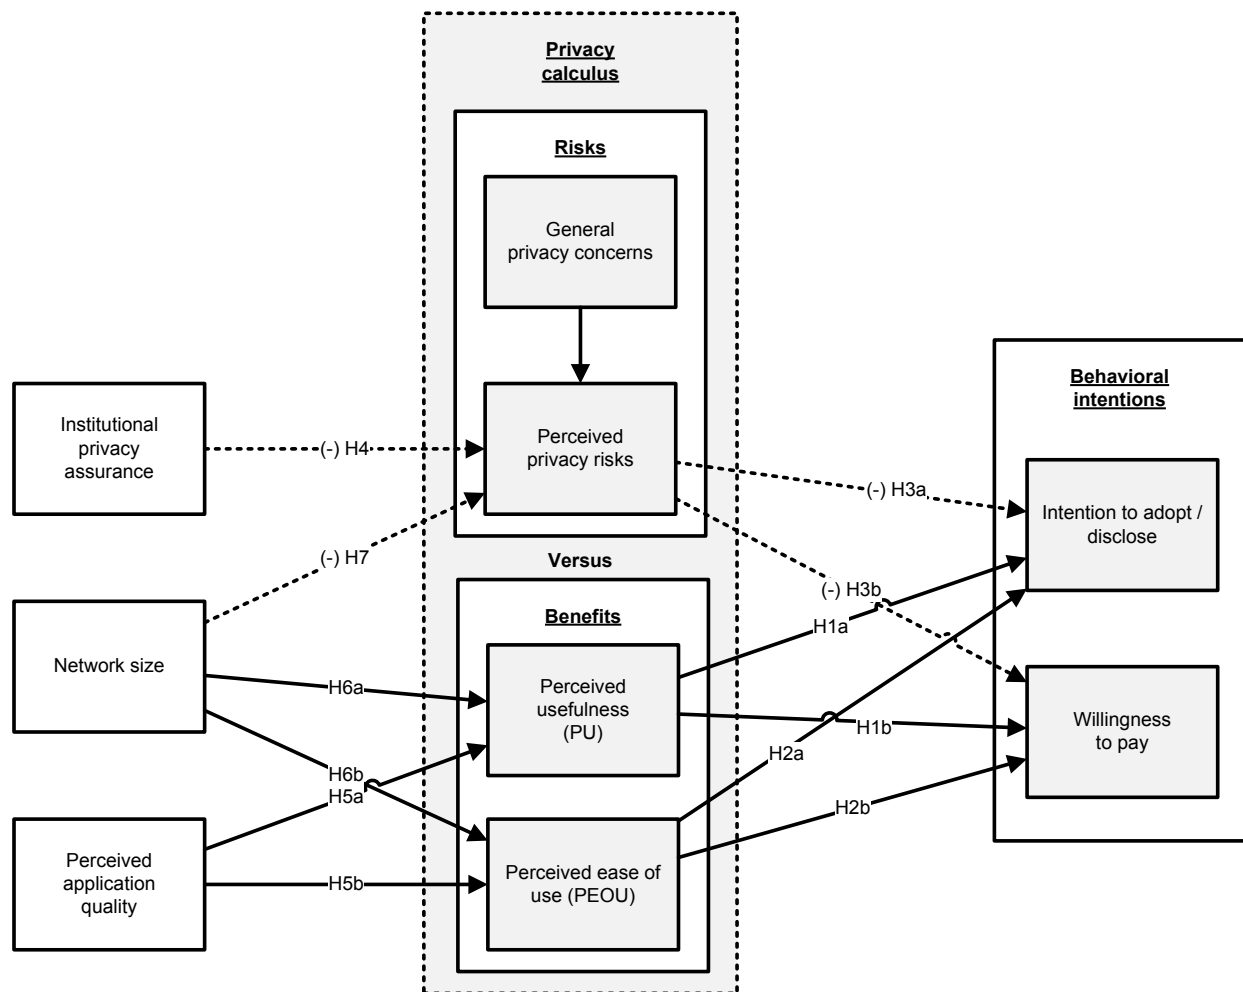 Privacy
calculus
Risks
General
privacy concerns
Institutional
privacy
assurance
(-) H4
Perceived
privacy risks
(-) H3a
Behavioral
intentions
Intention to adopt /
disclose
(-) H7
Versus
(-) H3b
Benefits
H1a
Network size
H6a
Perceived
usefulness
(PU)
H1b
Willingness
to pay
H6b
H5a
H2a
H2b
Perceived
application
quality
H5b
Perceived ease of
use (PEOU)